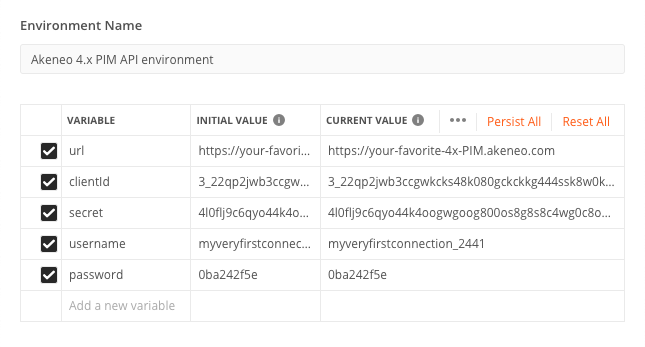 Environment Name
Akeneo 4.x PIM API environment
VARIABLE INITIAL VALUE CURRENT VALUE ••• Persist All Reset All
url https://your-favori... https://your-favorite-4x-PIM.akeneo.com
clientId 3_22qp2jwb3ccgw... 3_22qp2jwb3ccgwkcks48k080gckckkg444ssk8w0k...
secret 4l0flj9c6qyo44k4o... 4l0flj9c6qyo44k4oogwgoog800os8g8s8c4wg0c8o...
username myveryfirstconnec... myveryfirstconnection_2441
password 0ba242f5e 0ba242f5e
Add a new variable